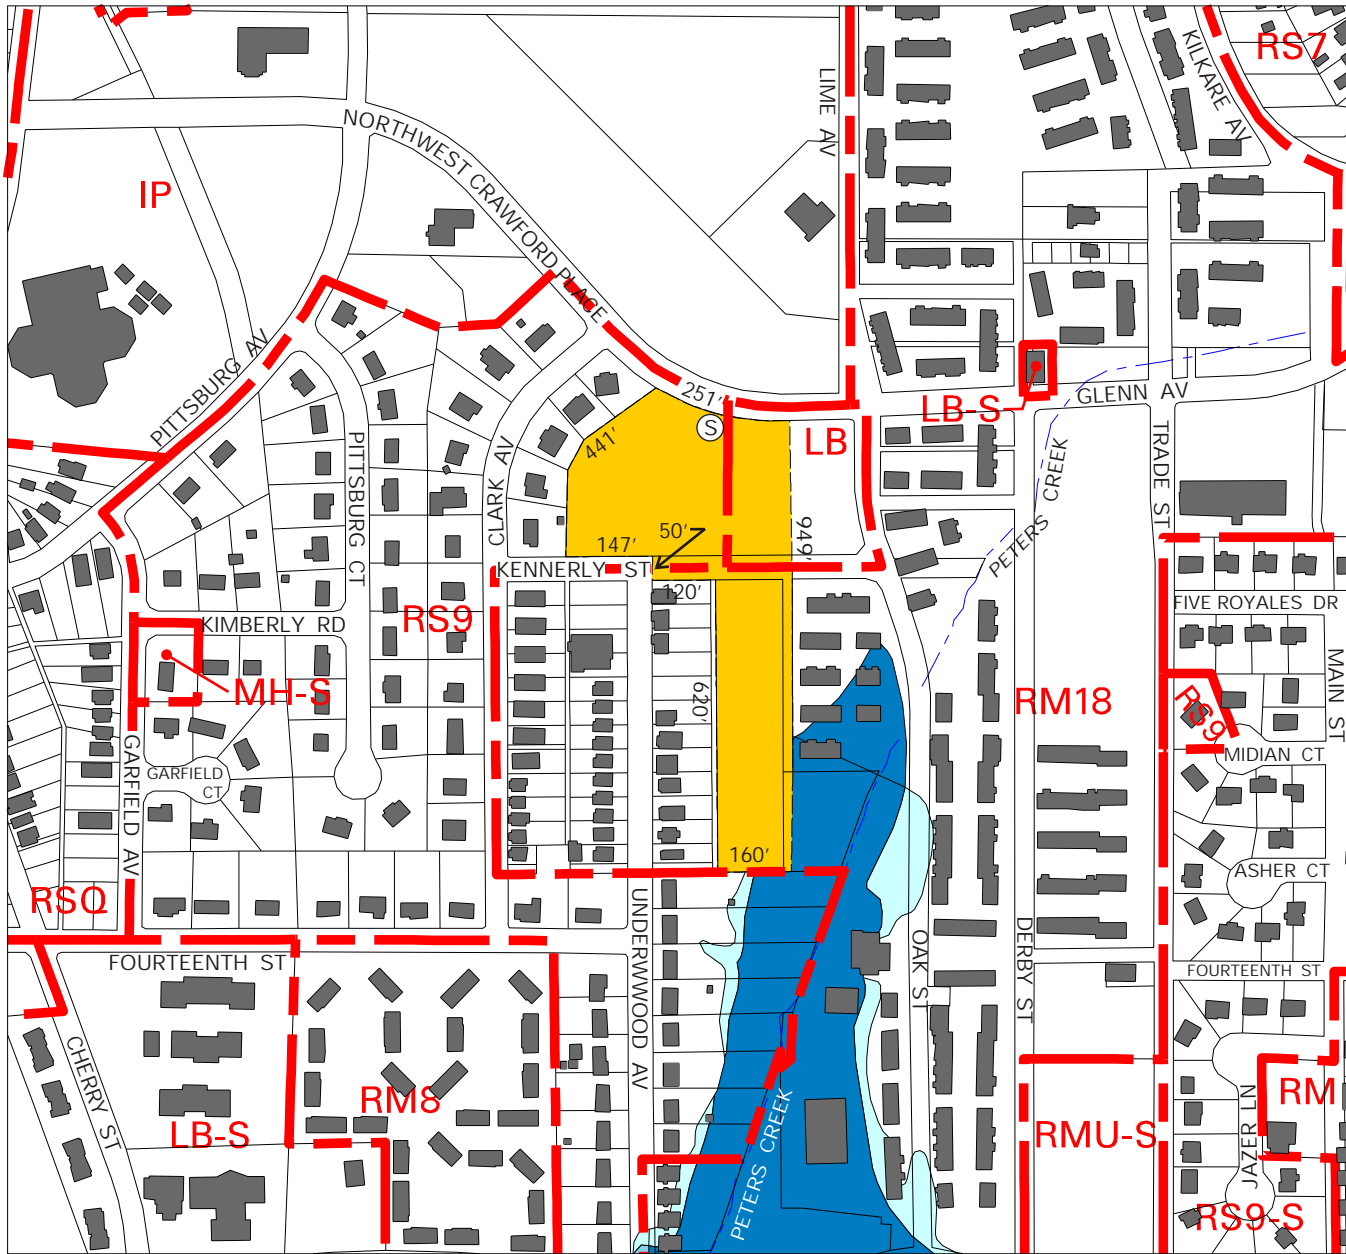 RS7
KILKARE AV
LIME AV
NORTHWEST CRAWFORD PLACE
IP
PITTSBURG AV
251'
S
LB-S
GLENN AV
LB
441'
CLARK AV
PITTSBURG CT
PETERS CREEK
TRADE ST
949'
50'
147'
KENNERLY ST
120'
FIVE ROYALES DR
RS9
KIMBERLY RD
MAIN ST
MH-S
620'
RM18
RS9
GARFIELD AV
GARFIELD
CT
MIDIAN CT
160'
ASHER CT
RSQ
UNDERWWOOD AV
OAK ST
DERBY ST
FOURTEENTH ST
FOURTEENTH ST
CHERRY ST
RM8
LB-S
PETERS CREEK
RMU-S
RM
JAZER LN
RS9-S